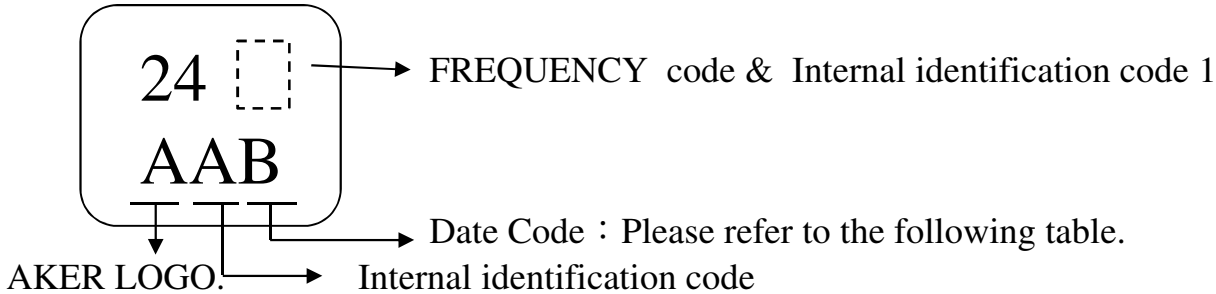 24 FREQUENCY code & Internal identification code 1
AAB
Date Code：Please refer to the following table.
AKER LOGO. Internal identification code